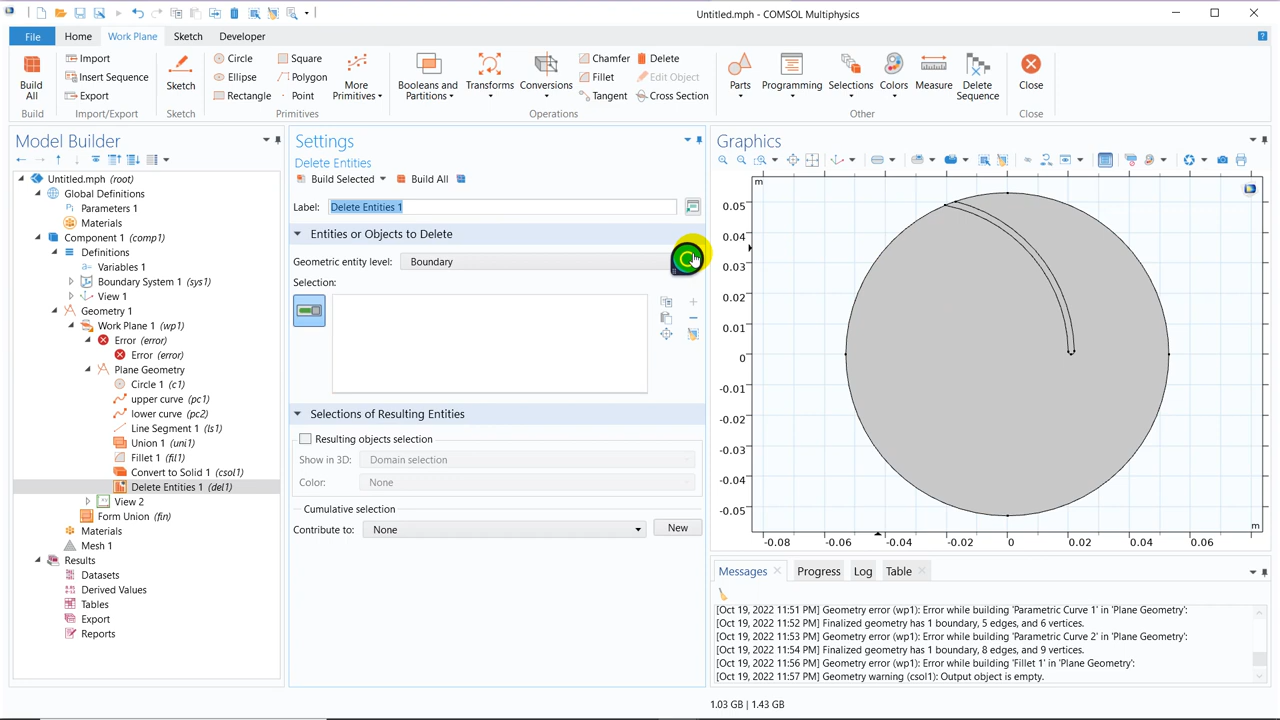 Untitled.mph - COMSOL Multiphysics
File
Home
Work Plane
Sketch
Developer
Build
All
Import
Insert Sequence
Export
Sketch
Circle
Ellipse
Rectangle
Square
Polygon
Point
More
Primitives
Booleans and
Partitions
Transforms
Conversions
Chamfer
Fillet
Tangent
Delete
Edit Object
Cross Section
Parts
Programming
Selections
Colors
Measure
Delete
Sequence
Close
Build
Import/Export
Sketch
Primitives
Operations
Other
Close
Model Builder
Untitled.mph (root)
Global Definitions
Parameters 1
Materials
Component 1 (comp1)
Definitions
Variables 1
Boundary System 1 (sys1)
View 1
Geometry 1
Work Plane 1 (wp1)
Error (error)
Error (error)
Plane Geometry
Circle 1 (c1)
upper curve (pc1)
lower curve (pc2)
Line Segment 1 (ls1)
Union 1 (uni1)
Fillet 1 (fil1)
Convert to Solid 1 (csol1)
Delete Entities 1 (del1)
View 2
Form Union (fin)
Materials
Mesh 1
Results
Datasets
Derived Values
Tables
Export
Reports
Settings
Delete Entities
Build Selected
Build All
Label:
Delete Entities 1
Entities or Objects to Delete
Geometric entity level:
Boundary
Selection:
Selections of Resulting Entities
Resulting objects selection
Show in 3D:
Domain selection
Color:
None
Cumulative selection
Contribute to:
None
New
Graphics
m
0.05
0.04
0.03
0.02
0.01
0
-0.01
-0.02
-0.03
-0.04
-0.05
m
-0.08
-0.06
-0.04
-0.02
0
0.02
0.04
0.06
Messages
Progress
Log
Table
[Oct 19, 2022 11:51 PM] Geometry error (wp1): Error while building 'Parametric Curve 1' in 'Plane Geometry':
[Oct 19, 2022 11:52 PM] Finalized geometry has 1 boundary, 5 edges, and 6 vertices.
[Oct 19, 2022 11:53 PM] Geometry error (wp1): Error while building 'Parametric Curve 2' in 'Plane Geometry':
[Oct 19, 2022 11:54 PM] Finalized geometry has 1 boundary, 8 edges, and 9 vertices.
[Oct 19, 2022 11:56 PM] Geometry error (wp1): Error while building 'Fillet 1' in 'Plane Geometry':
[Oct 19, 2022 11:57 PM] Geometry warning (csol1): Output object is empty.
1.03 GB | 1.43 GB